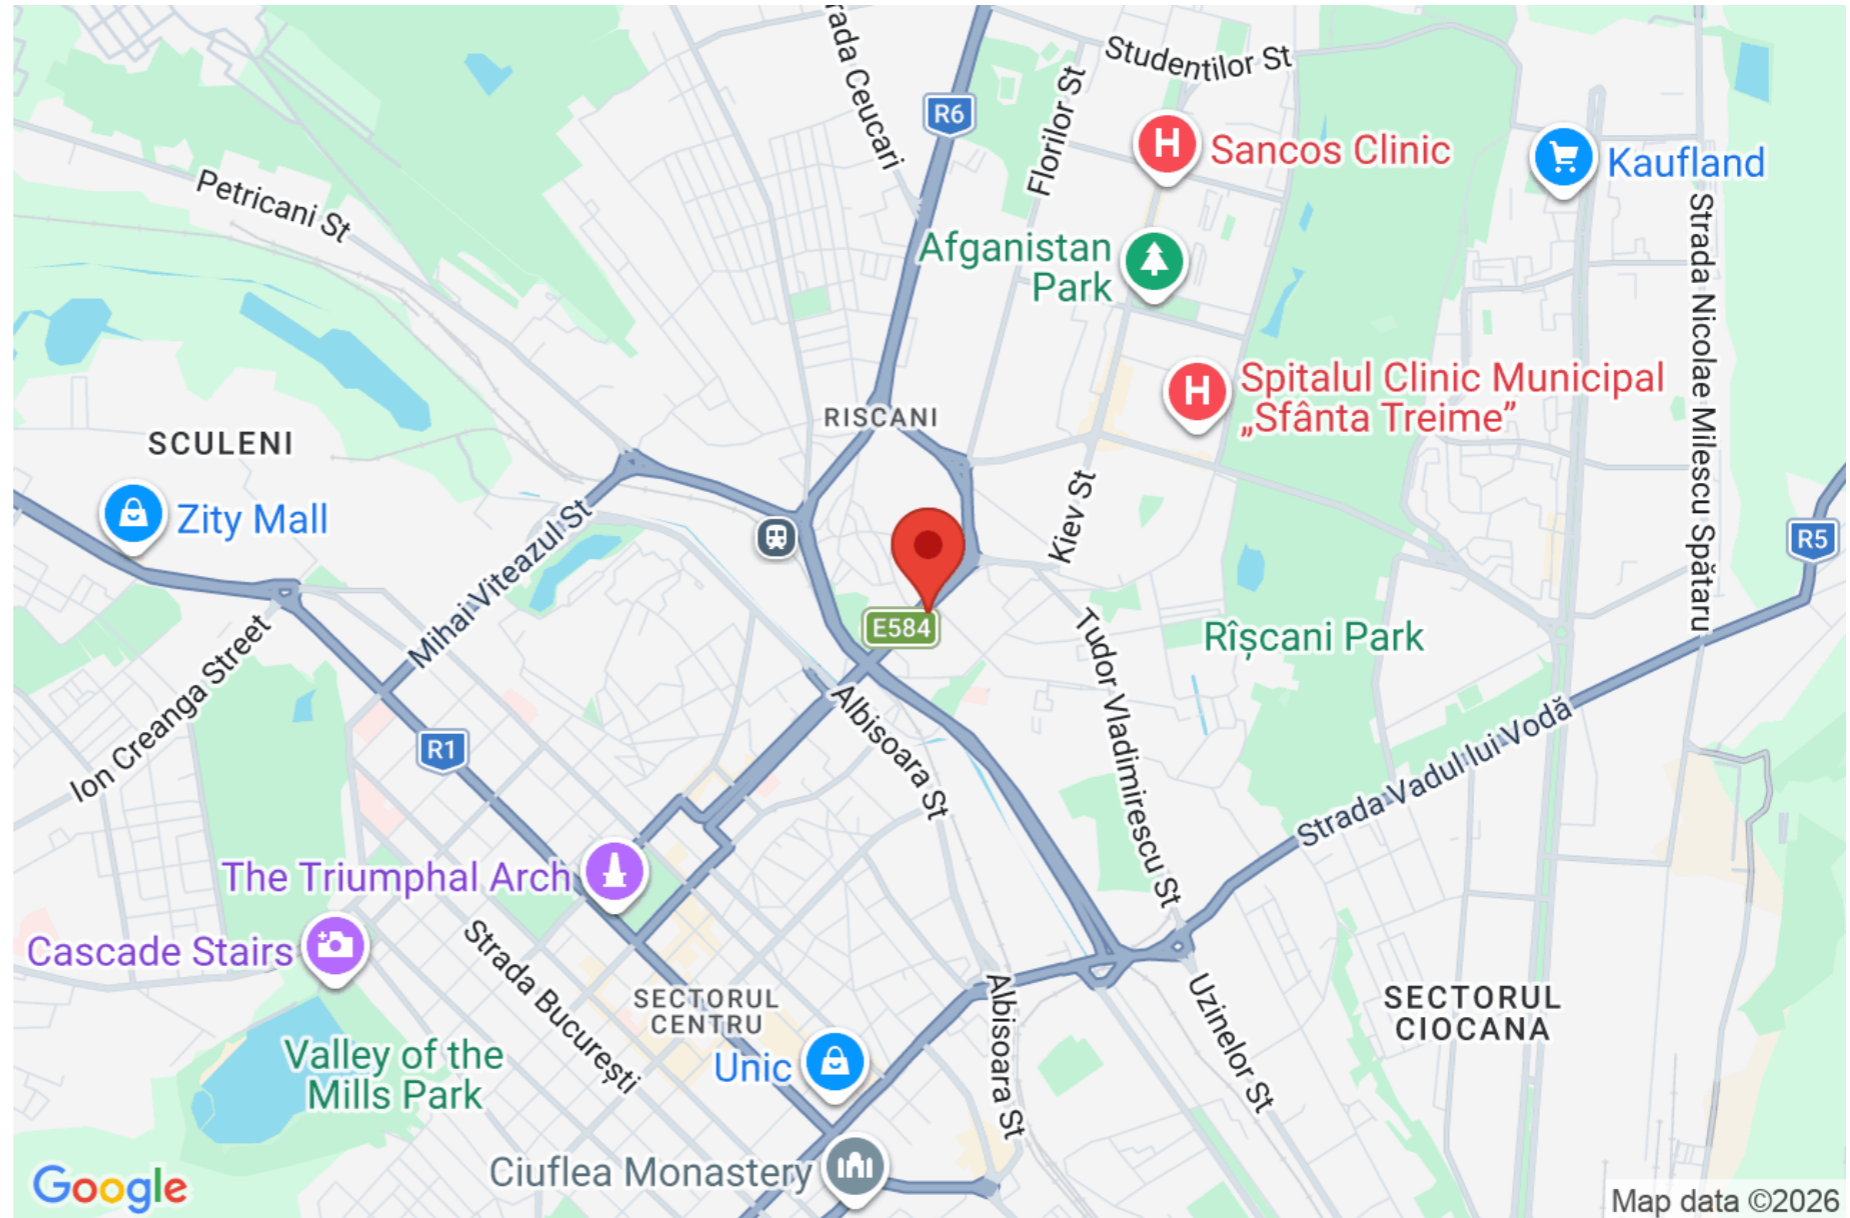 Strada Ceucari
Studentilor St
R6
Florilor St
Sancos Clinic
Kaufland
Petricani St
Afganistan
Park
Strada Nicolae Milescu Spătaru
Spitalul Clinic Municipal
„Sfânta Treime”
RISCANI
SCULENI
Zity Mall
Mihai Viteazul St
Kiev St
R5
E584
Tudor Vladimirescu St
Rîșcani Park
Ion Creanga Street
Albisoara St
R1
Strada Vadul lui Vodă
The Triumphal Arch
Cascade Stairs
Strada București
SECTORUL
CENTRU
Albisoara St
Uzinelor St
SECTORUL
CIOCANA
Valley of the
Mills Park
Unic
Ciuflea Monastery
Google
Map data ©2026